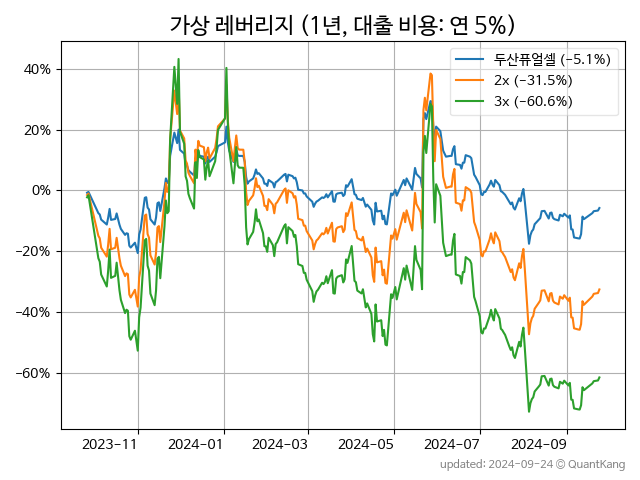 가상 레버리지 (1년, 대출 비용: 연 5%)
두산퓨얼셀 (−5.1%)
2x (−31.5%)
3x (−60.6%)
40%
20%
0%
−20%
−40%
−60%
2023−11 2024−01 2024−03 2024−05 2024−07 2024−09
updated: 2024-09-24 © QuantKang